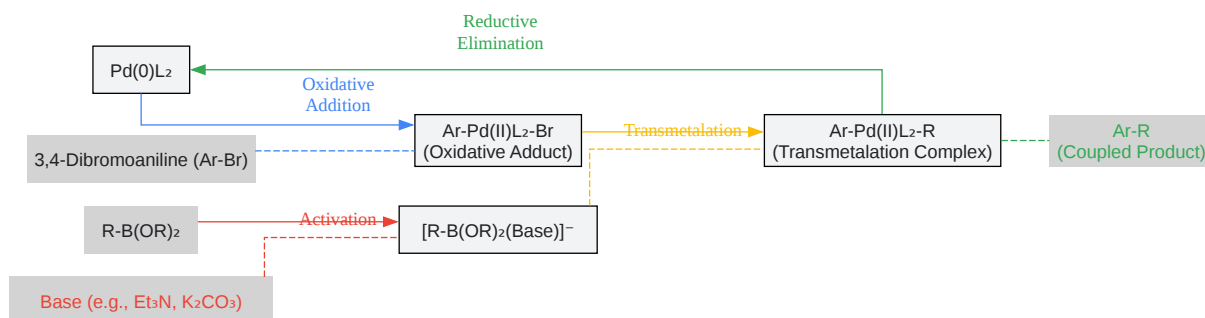 Reductive
Elimination
Pd(0)L₂
Oxidative
Addition
Ar-Pd(II)L₂-Br
(Oxidative Adduct)
Transmetalation
Ar-Pd(II)L₂-R
(Transmetalation Complex)
Ar-R
(Coupled Product)
3,4-Dibromoaniline (Ar-Br)
R-B(OR)₂
Activation
[R-B(OR)₂(Base)]⁻
Base (e.g., Et₃N, K₂CO₃)